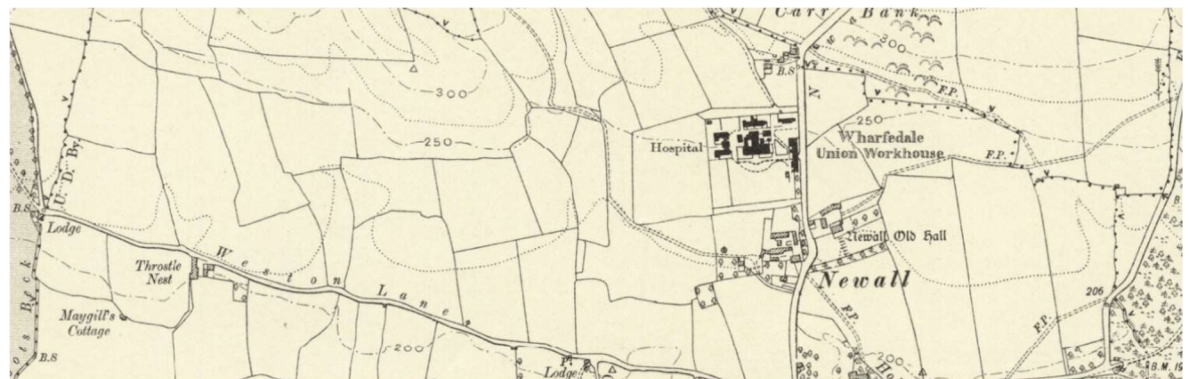 Carr Bank
300
B.S
F.P.
300
250
250
Wharfedale
Union Workhouse
Hospital
F.P.
U. D. By.
B.S
Lodge
Newall Old Hall
Weston Lane
Throstle
Nest
Newall
206
Maygill's
Cottage
F.P.
F.P.
B.S
200
200
Lodge